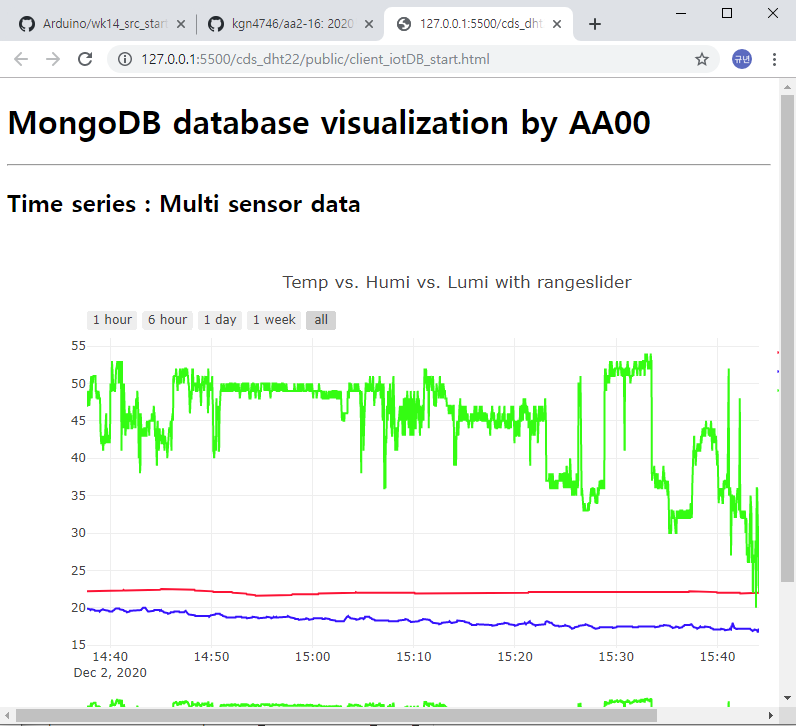 Arduino/wk14_src_star
kgn4746/aa2-16: 2020
127.0.0.1:5500/cds_dht
127.0.0.1:5500/cds_dht22/public/client_iotDB_start.html
규년
MongoDB database visualization by AA00
Time series : Multi sensor data
Temp vs. Humi vs. Lumi with rangeslider
1 hour 6 hour 1 day 1 week all
55
50
45
40
35
30
25
20
15
14:40 14:50 15:00 15:10 15:20 15:30 15:40
Dec 2, 2020